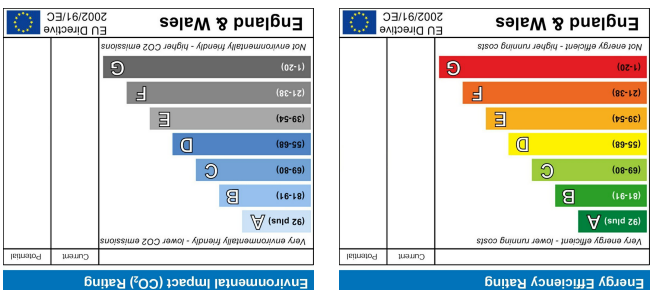 Energy Efficiency Rating
Current Potential
Very energy efficient - lower running costs
(92 plus) A
(81-91) B
(69-80) C
(55-68) D
(39-54) E
(21-38) F
(1-20) G
Not energy efficient - higher running costs
England & Wales
EU Directive
2002/91/EC
Environmental Impact (CO₂) Rating
Current Potential
Very environmentally friendly - lower CO2 emissions
(92 plus) A
(81-91) B
(69-80) C
(55-68) D
(39-54) E
(21-38) F
(1-20) G
Not environmentally friendly - higher CO2 emissions
England & Wales
EU Directive
2002/91/EC